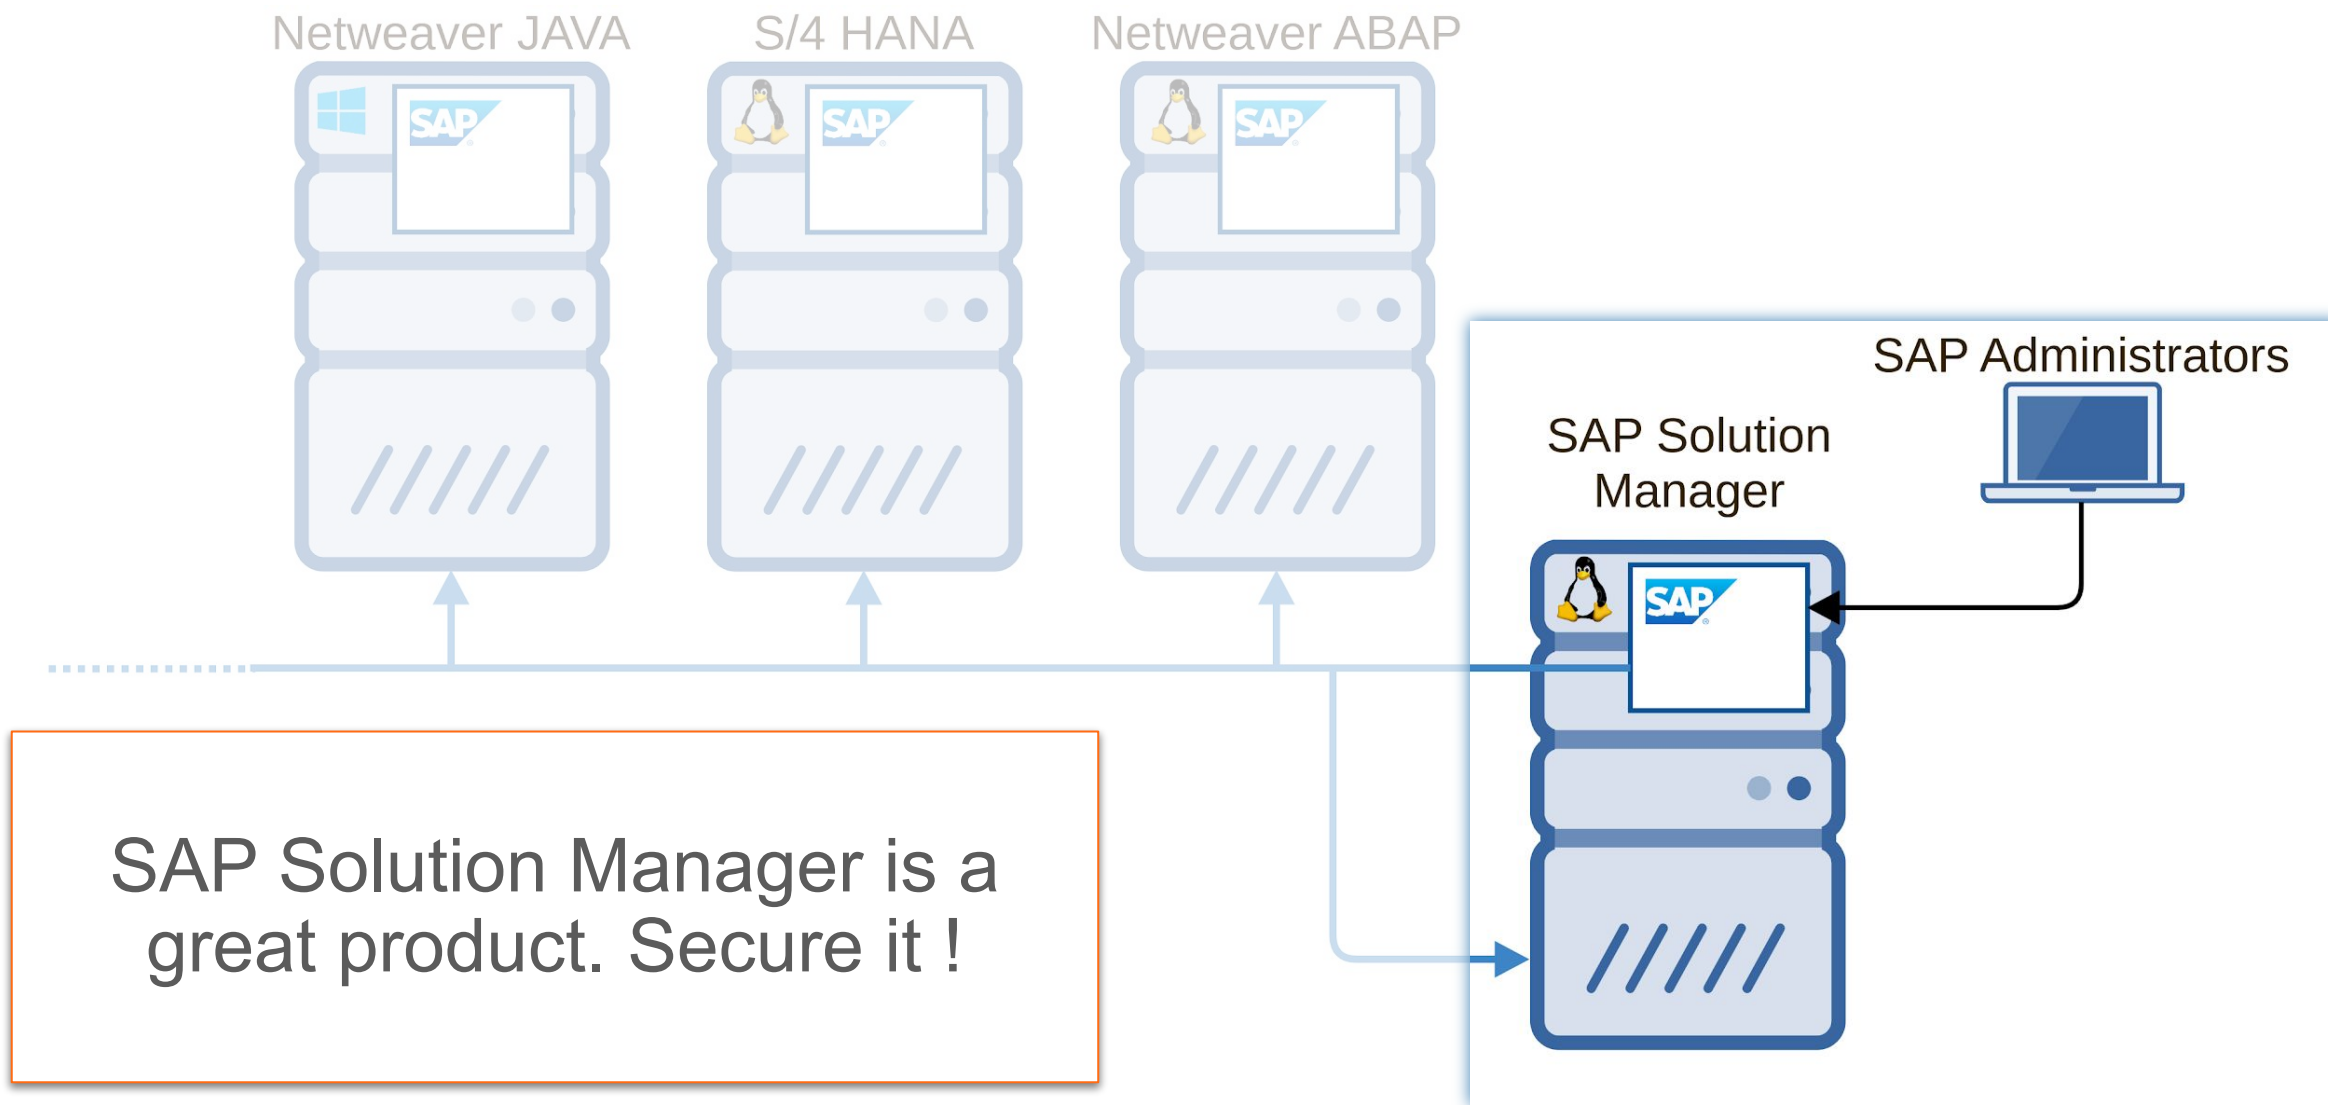 Netweaver JAVA
S/4 HANA
Netweaver ABAP
SAP
SAP
SAP
SAP Administrators
SAP Solution
Manager
SAP
SAP Solution Manager is a
great product. Secure it !